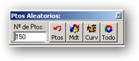 Ptos Aleatorios:
Nº de Ptos:
150
Ptos Mdt Curv Todo